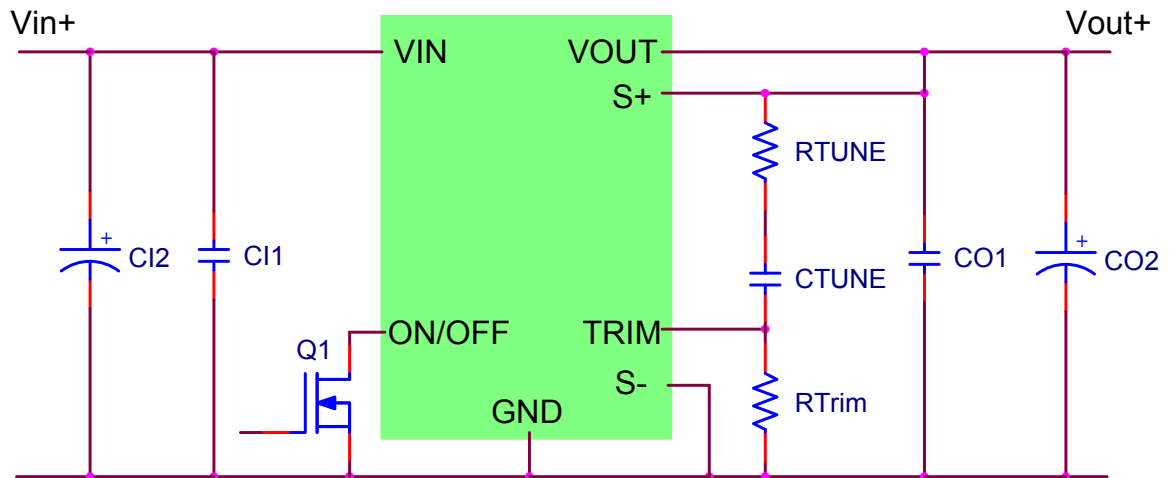 Vin+
Vout+
VIN
VOUT
S+
RTUNE
+
CI2
CI1
CTUNE
CO1
+
CO2
ON/OFF
TRIM
Q1
S-
RTrim
GND